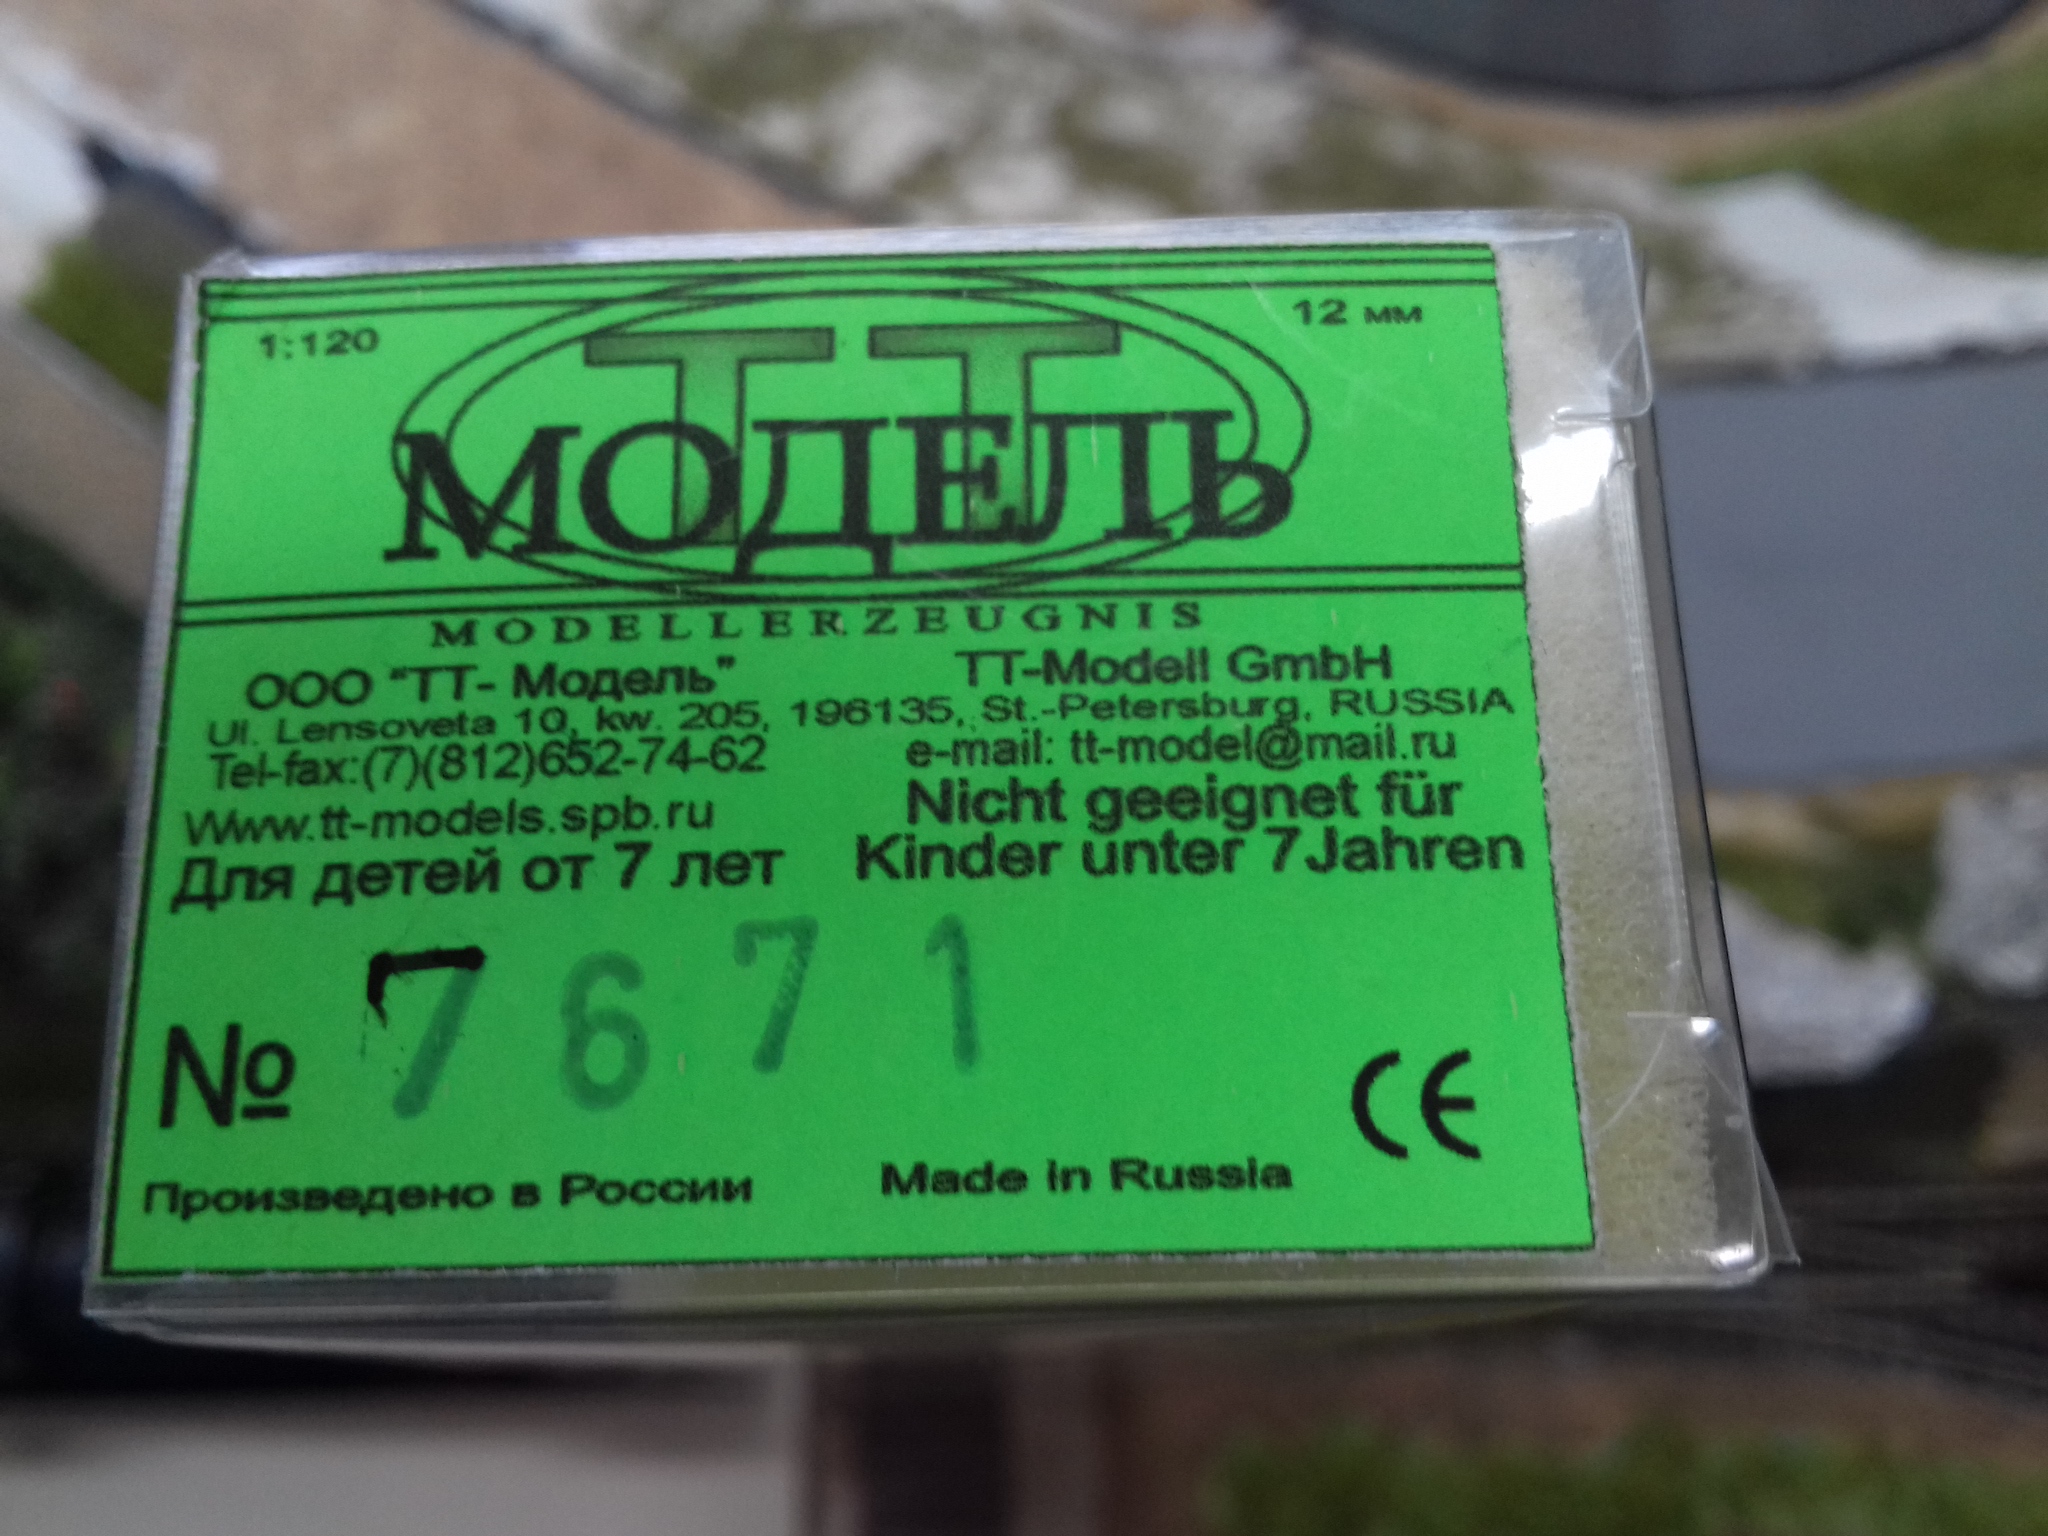 1:120
12 мм
ТТ
МОДЕЛЬ
MODELLERZEUGNIS
ООО "ТТ- Модель"
TT-Modell GmbH
Ul. Lensoveta 10, kw. 205, 196135, St.-Petersburg, RUSSIA
Tel-fax:(7)(812)652-74-62
e-mail: tt-model@mail.ru
Www.tt-models.spb.ru
Nicht geeignet für
Kinder unter 7Jahren
Для детей от 7 лет
№ 7671
CE
Произведено в России
Made in Russia